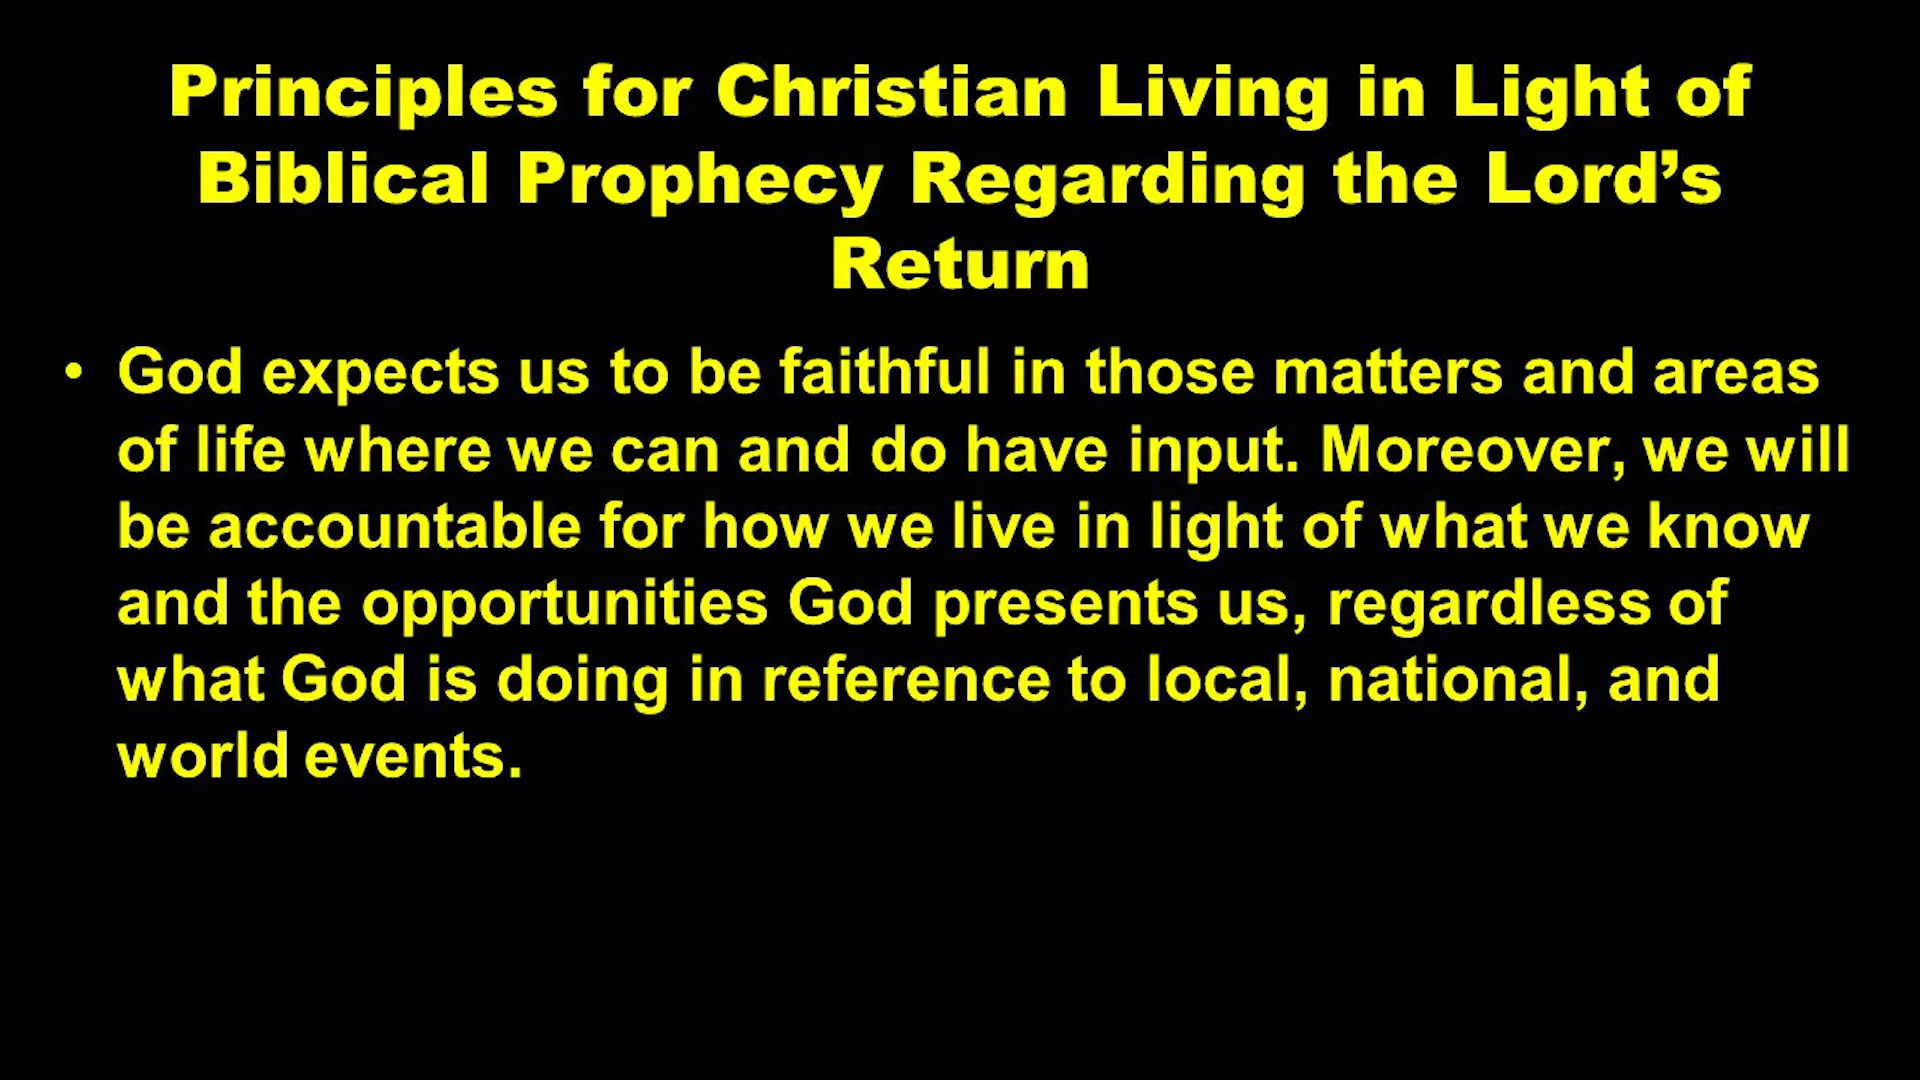 Principles for Christian Living in Light of
Biblical Prophecy Regarding the Lord’s
Return
• God expects us to be faithful in those matters and areas
of life where we can and do have input. Moreover, we will
be accountable for how we live in light of what we know
and the opportunities God presents us, regardless of
what God is doing in reference to local, national, and
world events.